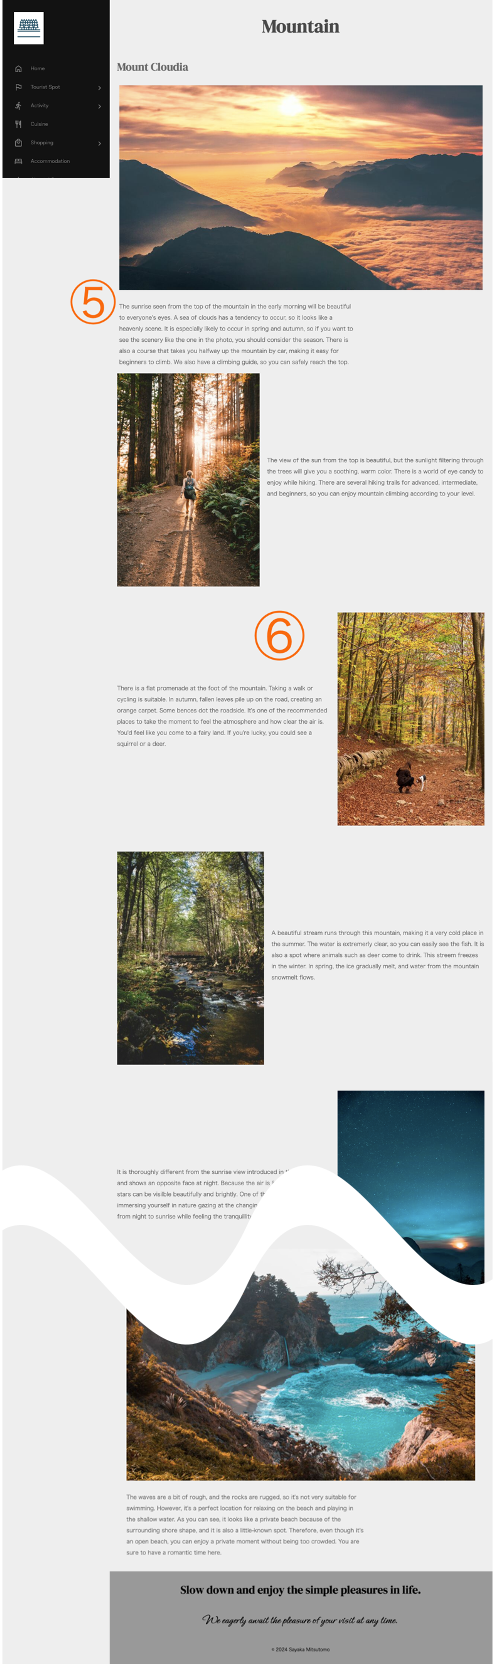 Mountain
Home
Tourist Spot
Activity
Cuisine
Shopping
Accommodation
Mount Cloudia
5
The sunrise seen from the top of the mountain in the early morning will be beautiful
to everyone's eyes. A sea of clouds has a tendency to occur, so it looks like a
heavenly scene. It is especially likely to occur in spring and autumn, so if you want to
see the scenery like the one in the photo, you should consider the season. There is
also a course that takes you halfway up the mountain by car, making it easy for
beginners to climb. We also have a climbing guide, so you can safely reach the top.
The view of the sun from the top is beautiful, but the sunlight filtering through
the trees will give you a soothing, warm color. There is a world of eye candy to
enjoy while hiking. There are several hiking trails for advanced, intermediate,
and beginners, so you can enjoy mountain climbing according to your level.
6
There is a flat promenade at the foot of the mountain. Taking a walk or
cycling is suitable. In autumn, fallen leaves pile up on the road, creating an
orange carpet. Some bences dot the roadside. It's one of the recommended
places to take the moment to feel the atmosphere and how clear the air is.
You'd feel like you come to a fairy land. If you're lucky, you could see a
squirrel or a deer.
A beautiful stream runs through this mountain, making it a very cold place in
the summer. The water is extremerly clear, so you can easily see the fish. It is
also a spot where animals such as deer come to drink. This stream freezes
in the winter. In spring, the ice gradually melt, and water from the mountain
snowmelt flows.
It is thoroughly different from the sunrise view introduced in
and shows an opposite face at night. Because the air is
stars can be visilble beautifully and brightly. One of
immersing yourself in nature gazing at the
from night to sunrise while feeling the
The waves are a bit of rough, and the rocks are rugged, so it's not very suitable for
swimming. However, it's a perfect location for relaxing on the beach and playing in
the shallow water. As you can see, it looks like a private beach because of the
surrounding shore shape, and it is also a little-known spot. Therefore, even though it's
an open beach, you can enjoy a private moment without being too crowded. You are
sure to have a romantic time here.
Slow down and enjoy the simple pleasures in life.
We eagerly await the pleasure of your visit at any time.
© 2024 Sayaka Mitsutomo